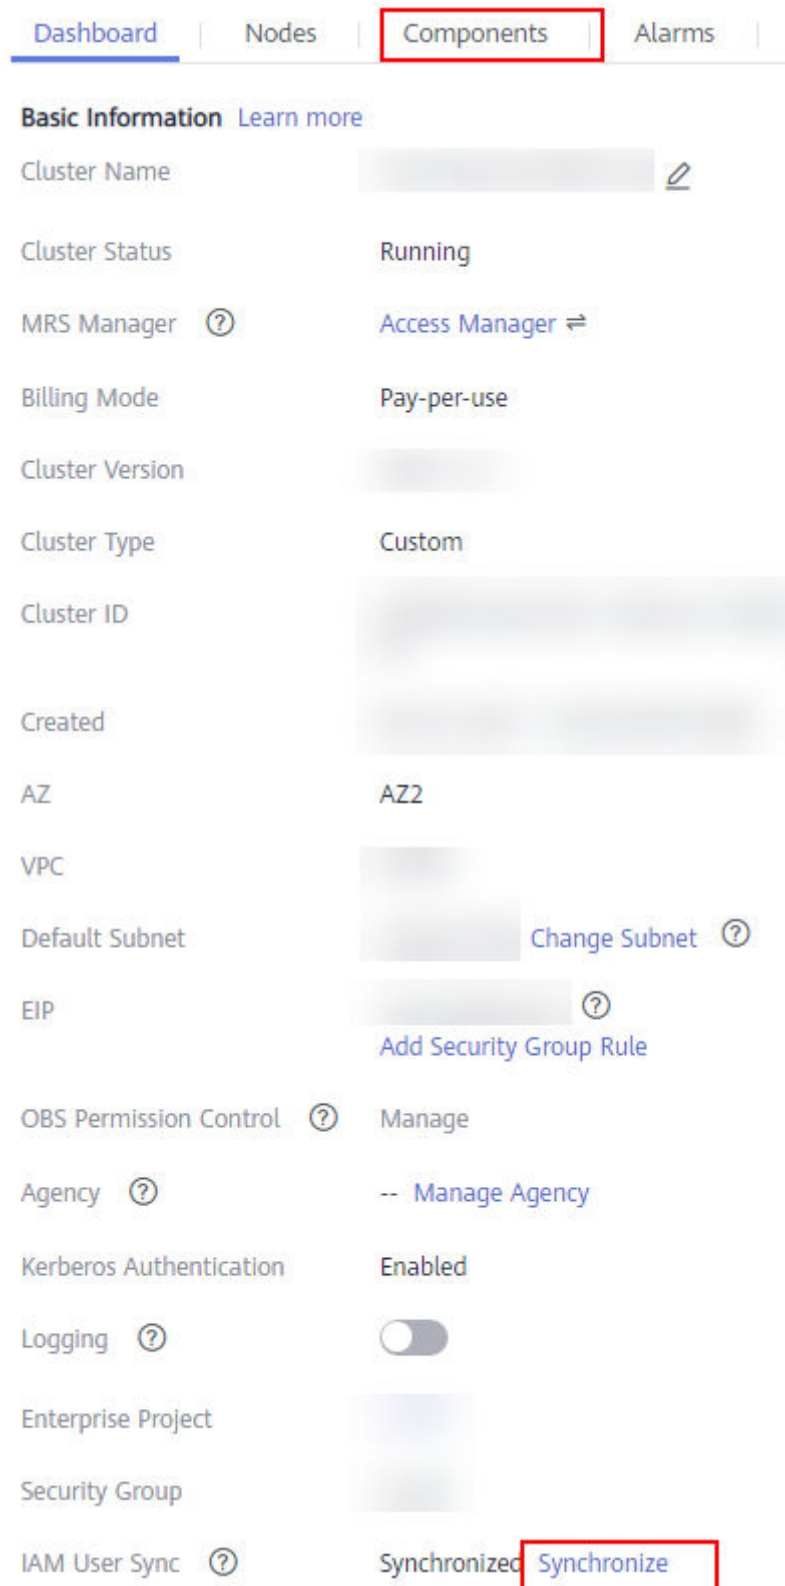 Dashboard Nodes Components Alarms
Basic Information Learn more
Cluster Name
Cluster Status Running
MRS Manager Access Manager
Billing Mode Pay-per-use
Cluster Version
Cluster Type Custom
Cluster ID
Created
AZ AZ2
VPC
Default Subnet Change Subnet
EIP
Add Security Group Rule
OBS Permission Control Manage
Agency -- Manage Agency
Kerberos Authentication Enabled
Logging
Enterprise Project
Security Group
IAM User Sync Synchronized Synchronize